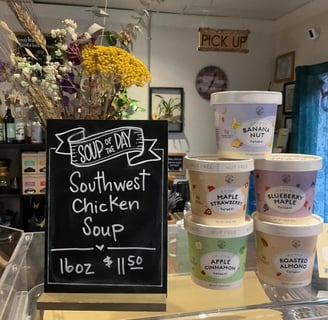 PICK UP
SOUP OF THE DAY
Southwest
Chicken
Soup
16oz $11.50
BANANA
NUT
MAPLE
STRAWBERRY
BLUEBERRY
MAPLE
APPLE
CINNAMON
ROASTED
ALMOND